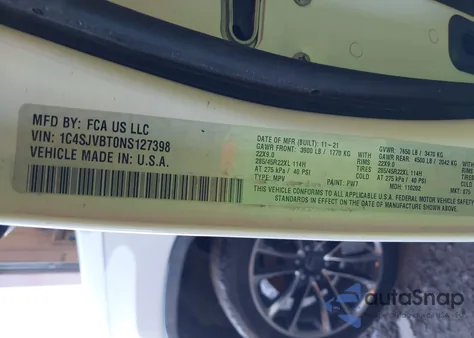 MFD BY: FCA US LLC
VIN: 1C4SJVBT0NS127398
VEHICLE MADE IN: U.S.A.
DATE OF MFR (BUILT): 11-21
GAWR FRONT: 3900 LB / 1770 KG
22X9.0
285/45R22XL 114H
AT 275 kPa / 40 PSI
TYPE: MPV
PAINT: PW7
GVWR: 7650 LB / 3470 KG
GAWR REAR: 4500 LB / 2042 KG
22X9.0
285/45R22XL 114H
AT 275 kPa / 40 PSI
MDH: 110202
THIS VEHICLE CONFORMS TO ALL APPLICABLE U.S.A. FEDERAL MOTOR VEHICLE SAFETY
STANDARDS IN EFFECT ON THE DATE OF MANUFACTURE SHOWN ABOVE.
autoSnap